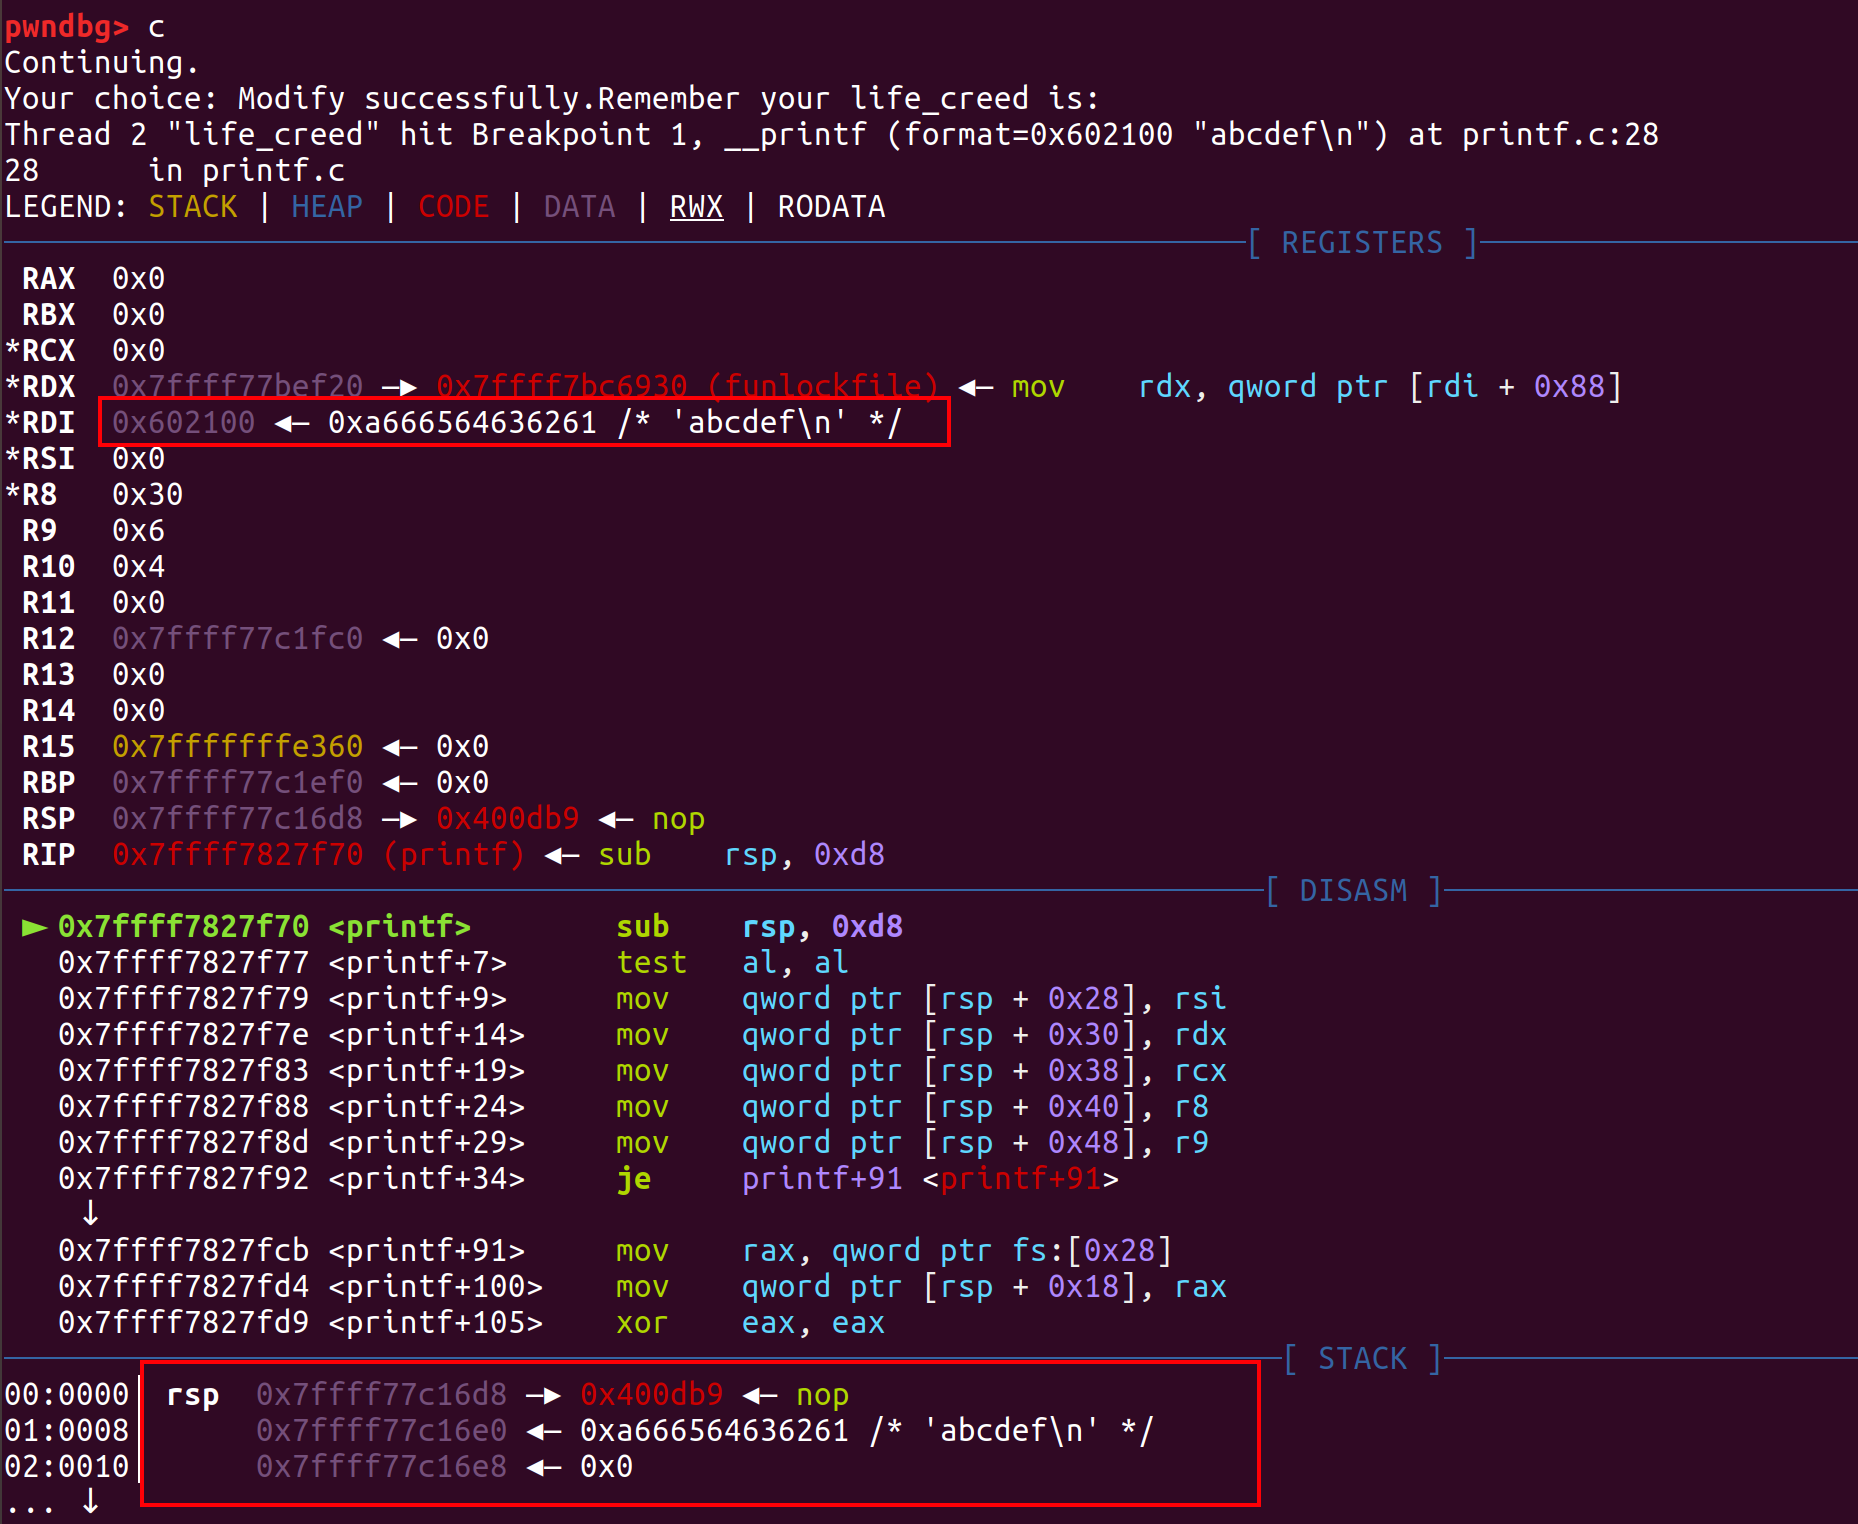 pwndbg> c
Continuing.
Your choice: Modify successfully.Remember your life_creed is:
Thread 2 "life_creed" hit Breakpoint 1, __printf (format=0x602100 "abcdef\n") at printf.c:28
28      in printf.c
LEGEND: STACK | HEAP | CODE | DATA | RWX | RODATA
[ REGISTERS ]
 RAX  0x0
 RBX  0x0
*RCX  0x0
*RDX  0x7ffff77bef20 —▸ 0x7ffff7bc6930 (funlockfile) ◂— mov    rdx, qword ptr [rdi + 0x88]
*RDI  0x602100 ◂— 0xa666564636261 /* 'abcdef\n' */
*RSI  0x0
*R8   0x30
 R9   0x6
 R10  0x4
 R11  0x0
 R12  0x7ffff77c1fc0 ◂— 0x0
 R13  0x0
 R14  0x0
 R15  0x7fffffffe360 ◂— 0x0
 RBP  0x7ffff77c1ef0 ◂— 0x0
 RSP  0x7ffff77c16d8 —▸ 0x400db9 ◂— nop
 RIP  0x7ffff7827f70 (printf) ◂— sub    rsp, 0xd8
[ DISASM ]
 ► 0x7ffff7827f70 <printf>        sub    rsp, 0xd8
   0x7ffff7827f77 <printf+7>      test   al, al
   0x7ffff7827f79 <printf+9>      mov    qword ptr [rsp + 0x28], rsi
   0x7ffff7827f7e <printf+14>     mov    qword ptr [rsp + 0x30], rdx
   0x7ffff7827f83 <printf+19>     mov    qword ptr [rsp + 0x38], rcx
   0x7ffff7827f88 <printf+24>     mov    qword ptr [rsp + 0x40], r8
   0x7ffff7827f8d <printf+29>     mov    qword ptr [rsp + 0x48], r9
   0x7ffff7827f92 <printf+34>     je     printf+91 <printf+91>
    ↓
   0x7ffff7827fcb <printf+91>     mov    rax, qword ptr fs:[0x28]
   0x7ffff7827fd4 <printf+100>    mov    qword ptr [rsp + 0x18], rax
   0x7ffff7827fd9 <printf+105>    xor    eax, eax
[ STACK ]
00:0000│ rsp  0x7ffff77c16d8 —▸ 0x400db9 ◂— nop
01:0008│      0x7ffff77c16e0 ◂— 0xa666564636261 /* 'abcdef\n' */
02:0010│      0x7ffff77c16e8 ◂— 0x0
... ↓